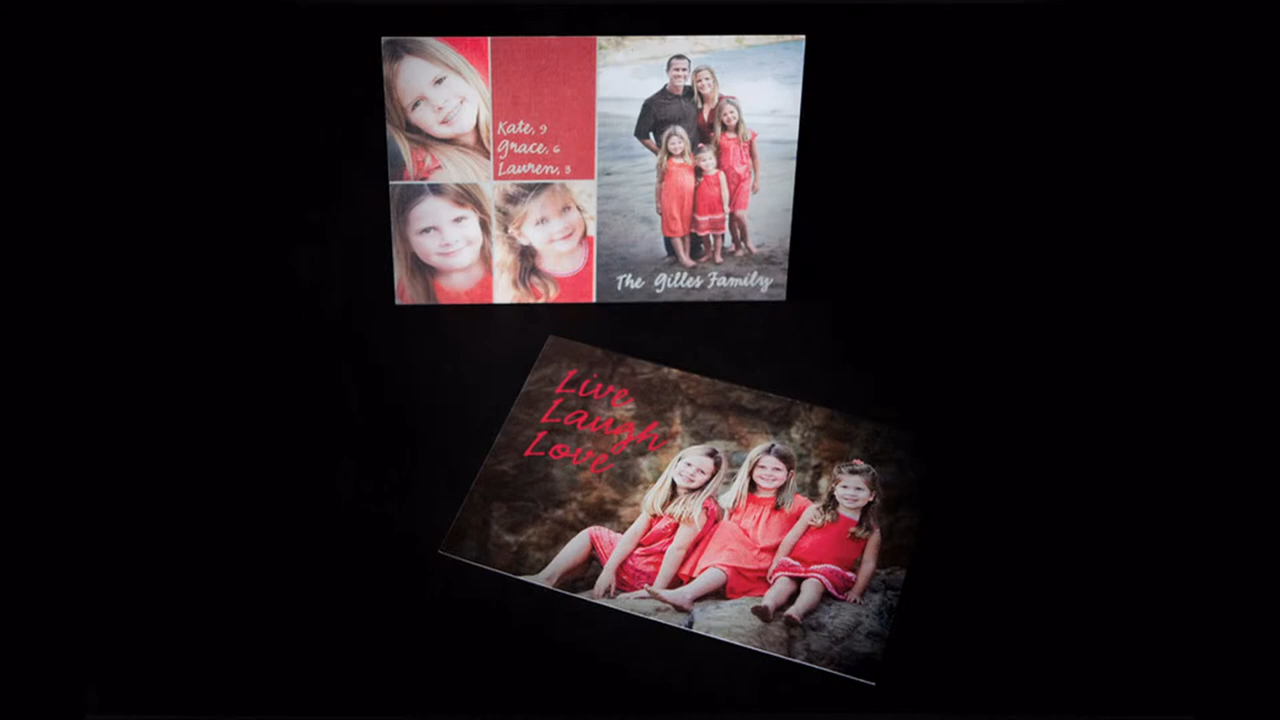 Kate, 9
Grace, 6
Lauren, 3
The Gilles Family
Live,
Laugh
Love